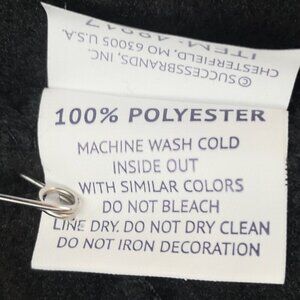 ITEM: 49917
CHESTERFIELD, MO 63005 U.S.A.
© SUCCESSBRANDS, INC.
100% POLYESTER
MACHINE WASH COLD
INSIDE OUT
WITH SIMILAR COLORS
DO NOT BLEACH
LINE DRY. DO NOT DRY CLEAN
DO NOT IRON DECORATION